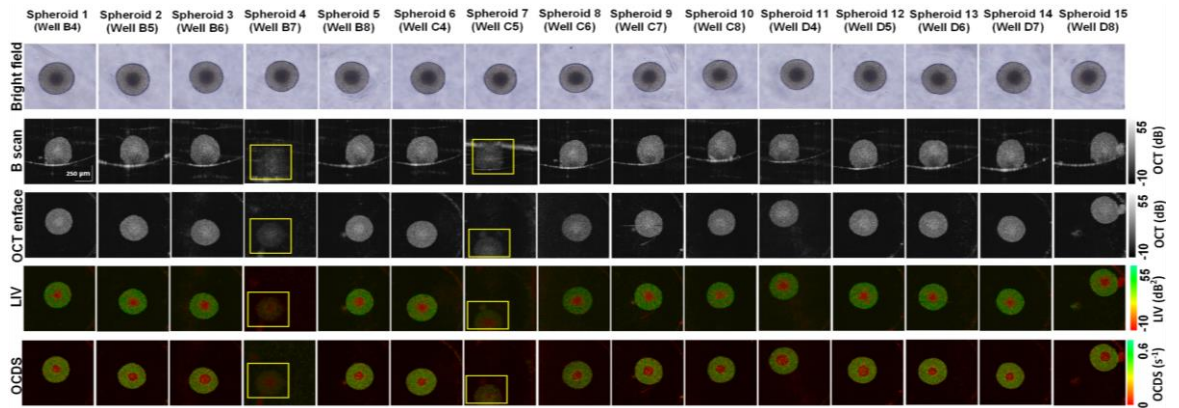 Spheroid 1 Spheroid 2 Spheroid 3 Spheroid 4 Spheroid 5 Spheroid 6 Spheroid 7 Spheroid 8 Spheroid 9 Spheroid 10 Spheroid 11 Spheroid 12 Spheroid 13 Spheroid 14 Spheroid 15
(Well B4) (Well B5) (Well B6) (Well B7) (Well B8) (Well C4) (Well C5) (Well C6) (Well C7) (Well C8) (Well D4) (Well D5) (Well D6) (Well D7) (Well D8)
Bright field
B scan
250 µm
55
-10
OCT (dB)
OCT enface
55
-10
OCT (dB)
LIV
55
-10
LIV (dB²)
OCDS
0.6
0
OCDS (s⁻¹)